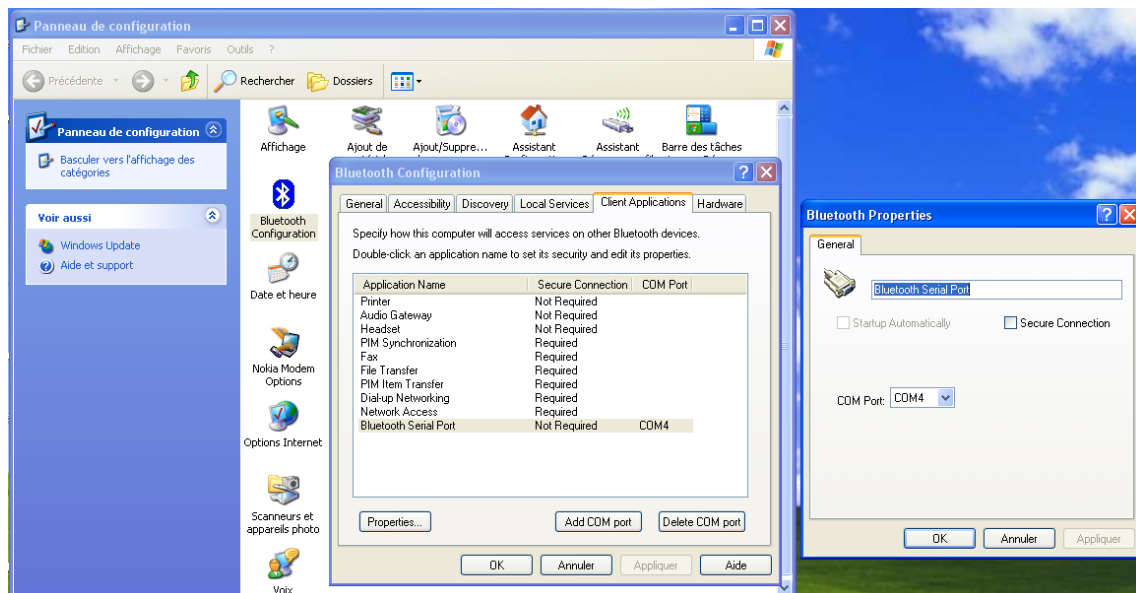 Panneau de configuration
Fichier Edition Affichage Favoris Outils ?
Précédente Rechercher Dossiers
Panneau de configuration
Basculer vers l'affichage des
catégories
Voir aussi
Windows Update
Aide et support
Affichage
Ajout de
Ajout/Suppre...
Assistant
Assistant
Barre des tâches
Bluetooth
Configuration
Date et heure
Nokia Modem
Options
Options Internet
Scanneurs et
appareils photo
Voix
Bluetooth Configuration
General Accessibility Discovery Local Services Client Applications Hardware
Specify how this computer will access services on other Bluetooth devices.
Double-click an application name to set its security and edit its properties.
Application Name Secure Connection COM Port
Printer Not Required
Audio Gateway Not Required
Headset Not Required
PIM Synchronization Required
Fax Required
File Transfer Required
PIM Item Transfer Required
Dial-up Networking Required
Network Access Required
Bluetooth Serial Port Not Required COM4
Properties... Add COM port Delete COM port
OK Annuler Appliquer Aide
Bluetooth Properties
General
Bluetooth Serial Port
Startup Automatically Secure Connection
COM Port: COM4
OK Annuler Appliquer